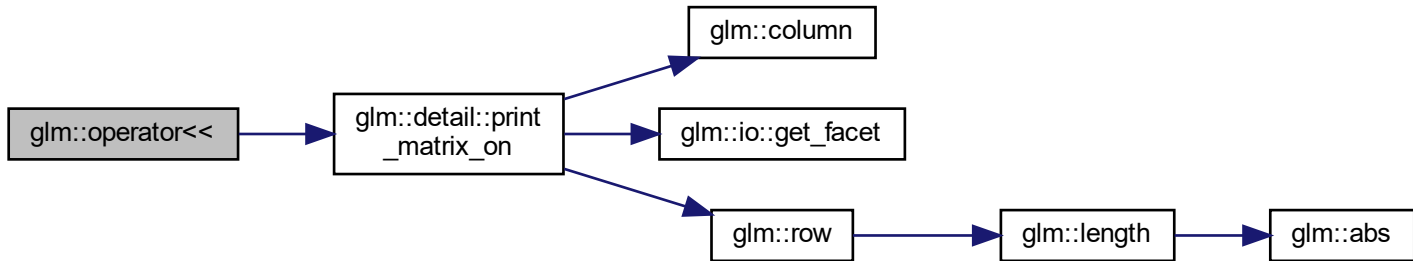 glm::column
glm::operator<<
glm::detail::print
_matrix_on
glm::io::get_facet
glm::row
glm::length
glm::abs